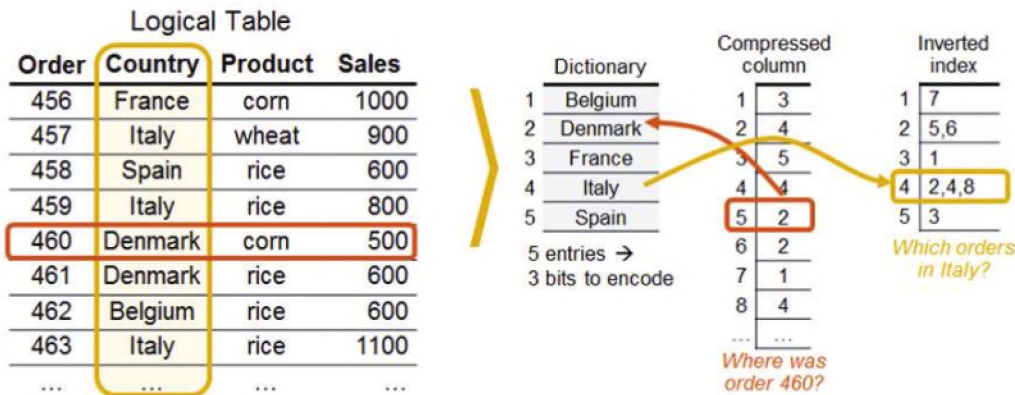 Logical Table
Order Country Product Sales
456 France corn 1000
457 Italy wheat 900
458 Spain rice 600
459 Italy rice 800
460 Denmark corn 500
461 Denmark rice 600
462 Belgium rice 600
463 Italy rice 1100
... ... ... ...
Dictionary
1 Belgium
2 Denmark
3 France
4 Italy
5 Spain
5 entries →
3 bits to encode
Compressed
column
1 3
2 4
3 5
4 4
5 2
6 2
7 1
8 4
... ...
Where was
order 460?
Inverted
index
1 7
2 5,6
3 1
4 2,4,8
5 3
Which orders
in Italy?